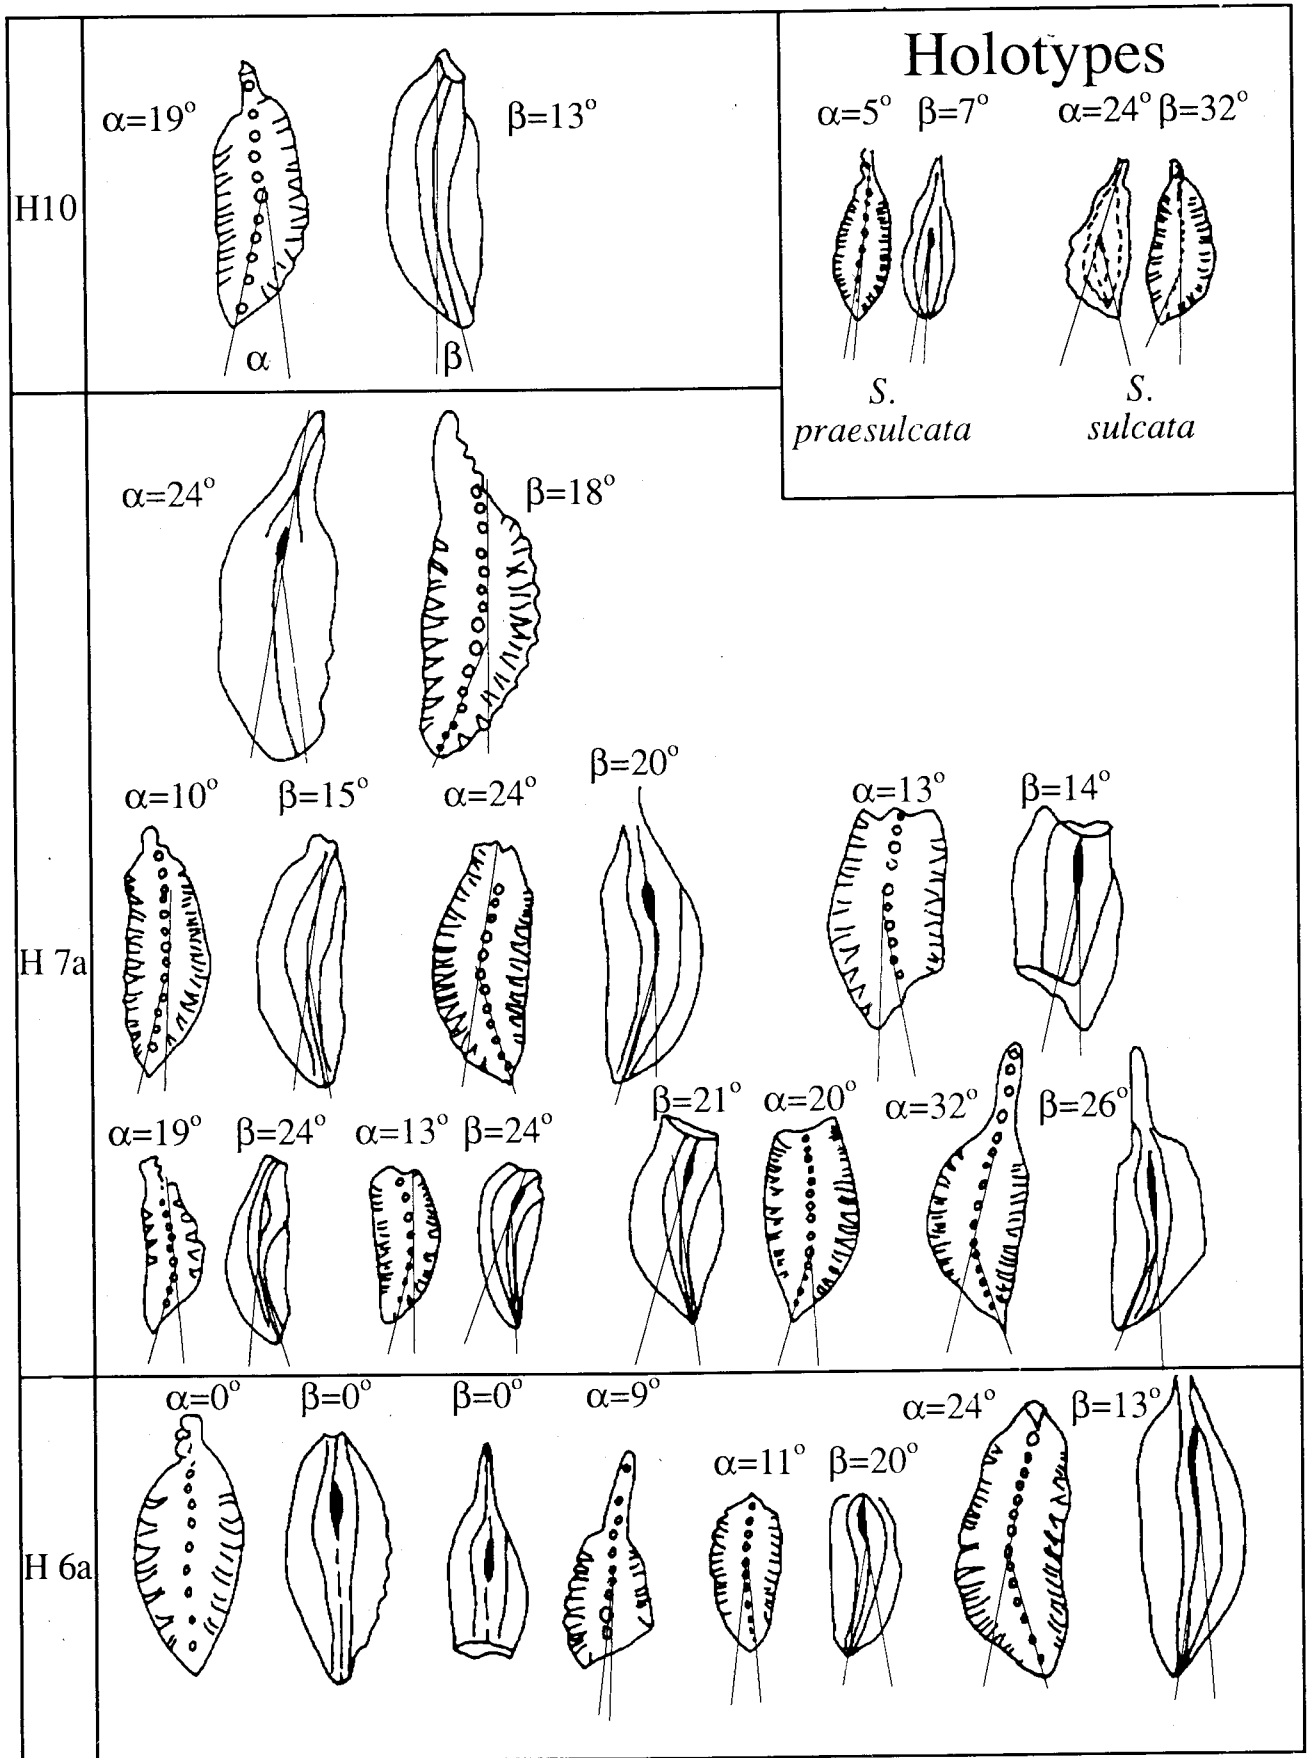 Holotypes
α=5° β=7° α=24° β=32°
S.
praesulcata
S.
sulcata
H10
α=19° β=13°
α β
H 7a
α=24° β=18°
α=10° β=15° α=24° β=20° α=13° β=14°
α=19° β=24° α=13° β=24° β=21° α=20° α=32° β=26°
H 6a
α=0° β=0° β=0° α=9° α=11° β=20° α=24° β=13°